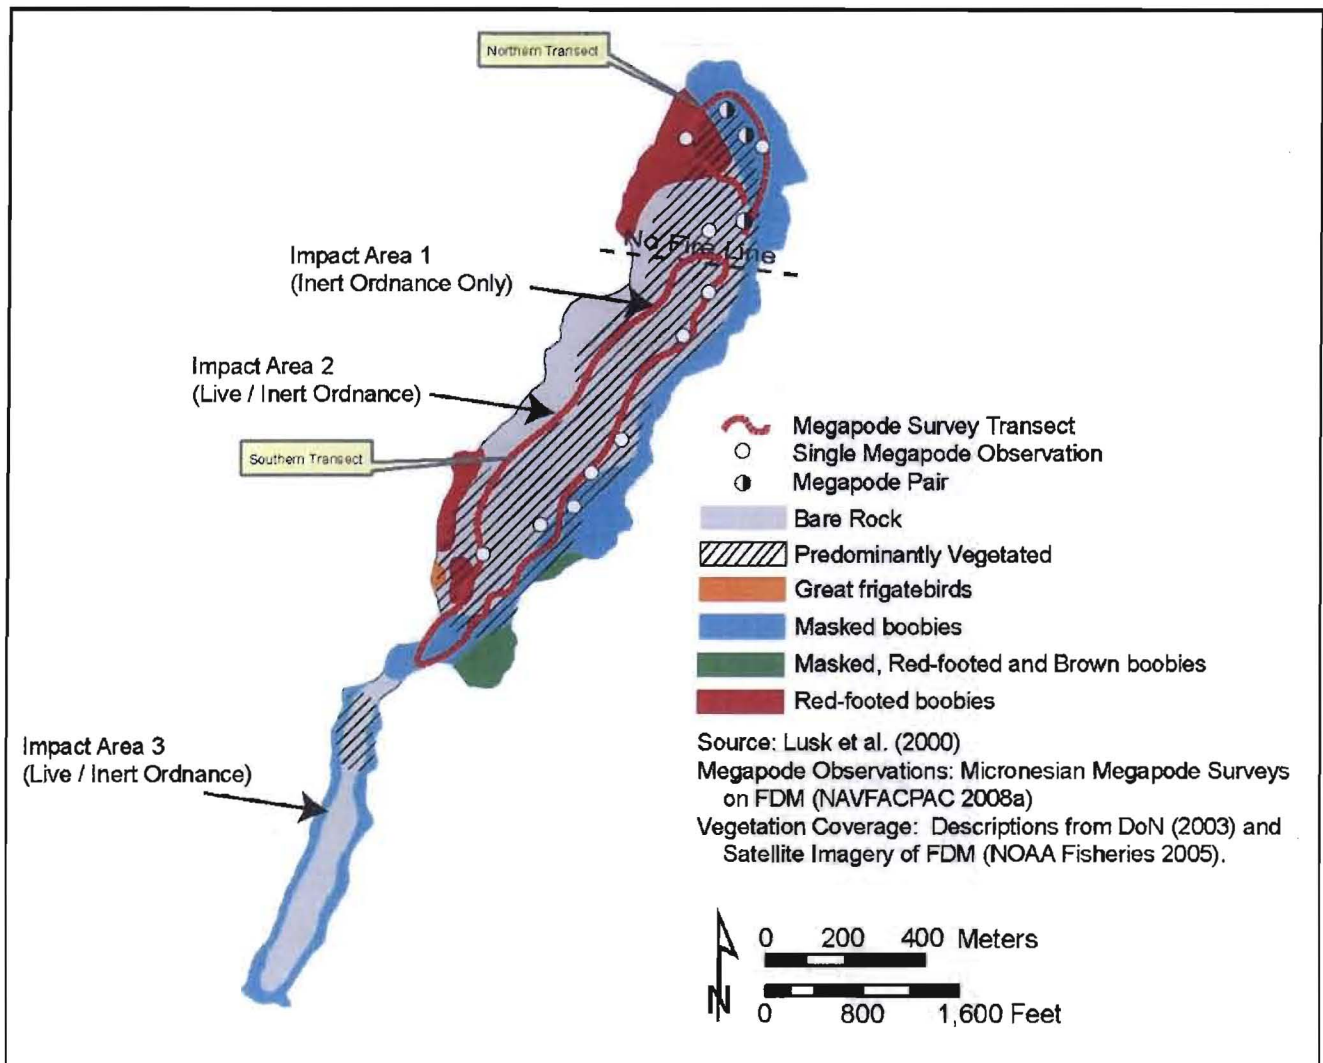 Northern Transect
No Fire Line
Impact Area 1
(Inert Ordnance Only)
Impact Area 2
(Live / Inert Ordnance)
Southern Transect
Impact Area 3
(Live / Inert Ordnance)
Megapode Survey Transect
Single Megapode Observation
Megapode Pair
Bare Rock
Predominantly Vegetated
Great frigatebirds
Masked boobies
Masked, Red-footed and Brown boobies
Red-footed boobies
Source: Lusk et al. (2000)
Megapode Observations: Micronesian Megapode Surveys
on FDM (NAVFACPAC 2008a)
Vegetation Coverage: Descriptions from DoN (2003) and
Satellite Imagery of FDM (NOAA Fisheries 2005).
N
0 200 400 Meters
0 800 1,600 Feet